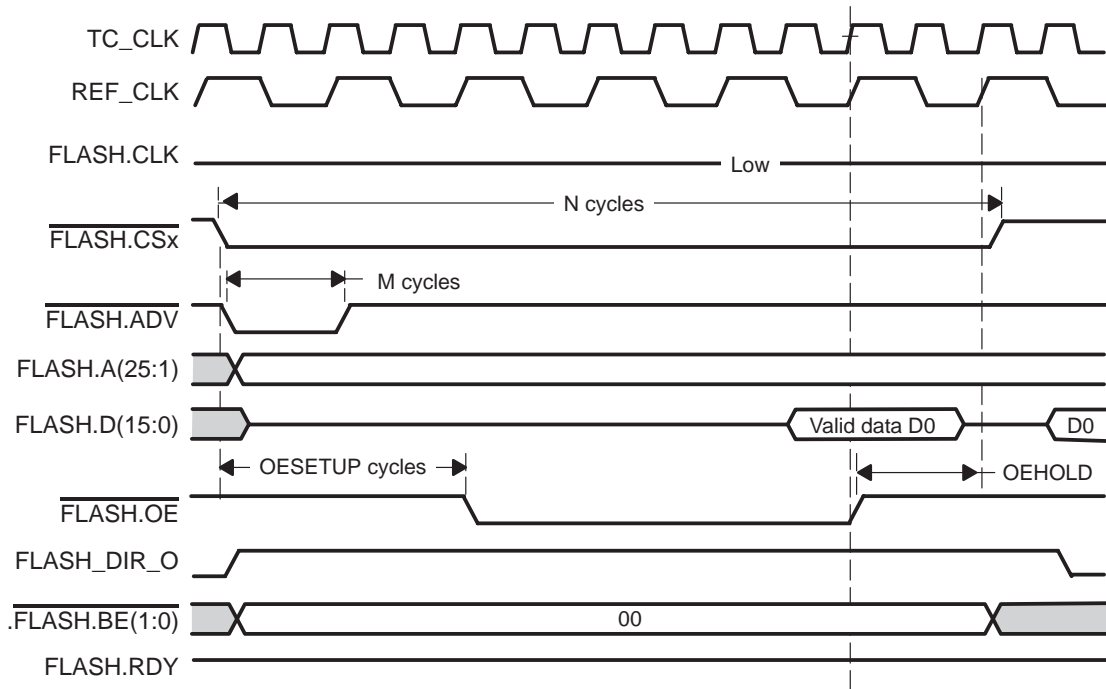 TC_CLK
REF_CLK
FLASH.CLK
Low
N cycles
FLASH.CSx
M cycles
FLASH.ADV
FLASH.A(25:1)
FLASH.D(15:0)
Valid data D0
D0
OESETUP cycles
OEHOLD
FLASH.OE
FLASH_DIR_O
.FLASH.BE(1:0)
00
FLASH.RDY